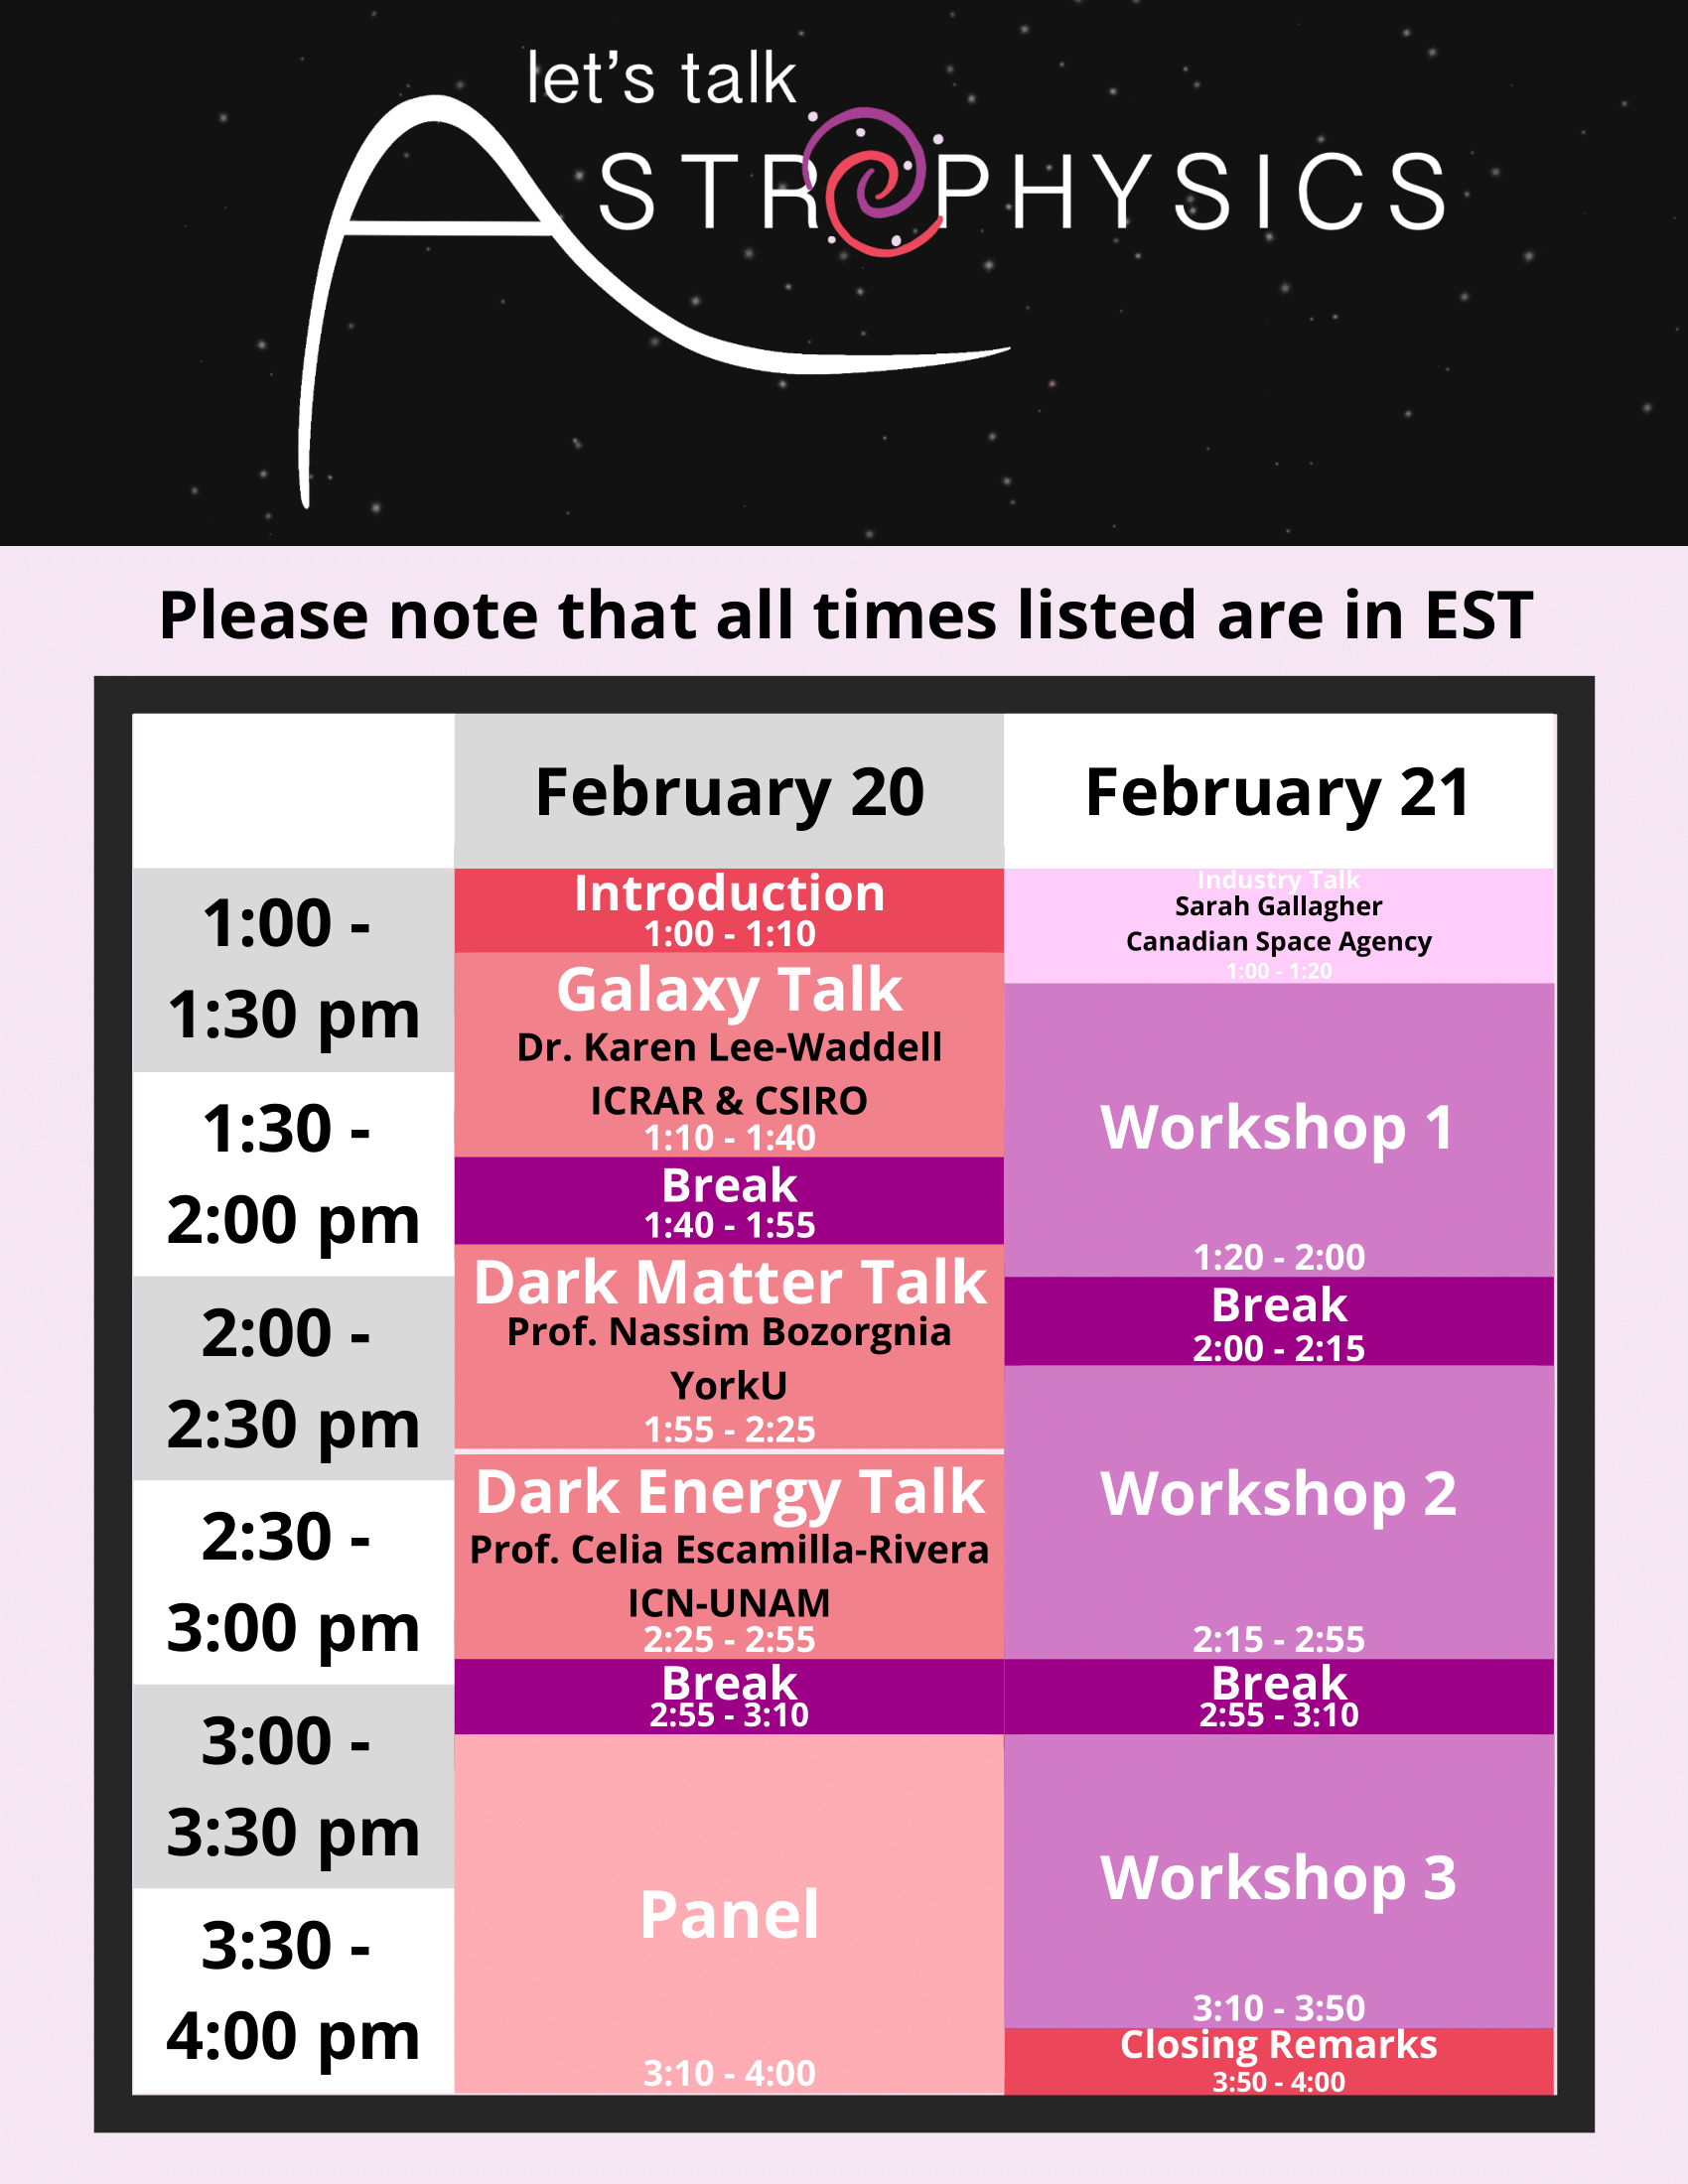 let's talk
ASTROPHYSICS
Please note that all times listed are in EST
February 20
February 21
1:00 -
1:30 pm
1:30 -
2:00 pm
2:00 -
2:30 pm
2:30 -
3:00 pm
3:00 -
3:30 pm
3:30 -
4:00 pm
Introduction
1:00 - 1:10
Galaxy Talk
Dr. Karen Lee-Waddell
ICRAR & CSIRO
1:10 - 1:40
Break
1:40 - 1:55
Dark Matter Talk
Prof. Nassim Bozorgnia
YorkU
1:55 - 2:25
Dark Energy Talk
Prof. Celia Escamilla-Rivera
ICN-UNAM
2:25 - 2:55
Break
2:55 - 3:10
Panel
3:10 - 4:00
Industry Talk
Sarah Gallagher
Canadian Space Agency
1:00 - 1:20
Workshop 1
1:20 - 2:00
Break
2:00 - 2:15
Workshop 2
2:15 - 2:55
Break
2:55 - 3:10
Workshop 3
3:10 - 3:50
Closing Remarks
3:50 - 4:00